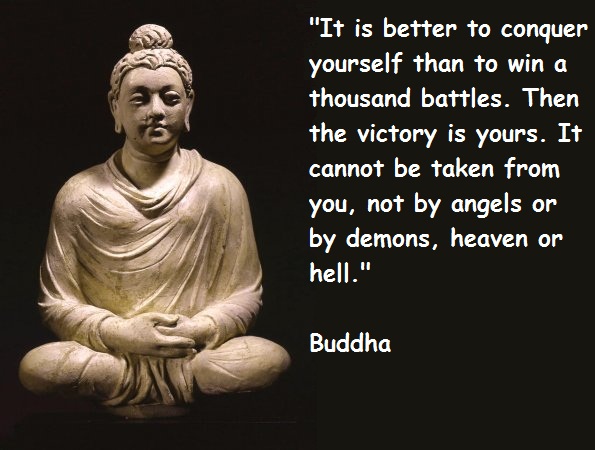 "It is better to conquer
yourself than to win a
thousand battles. Then
the victory is yours. It
cannot be taken from
you, not by angels or
by demons, heaven or
hell."
Buddha